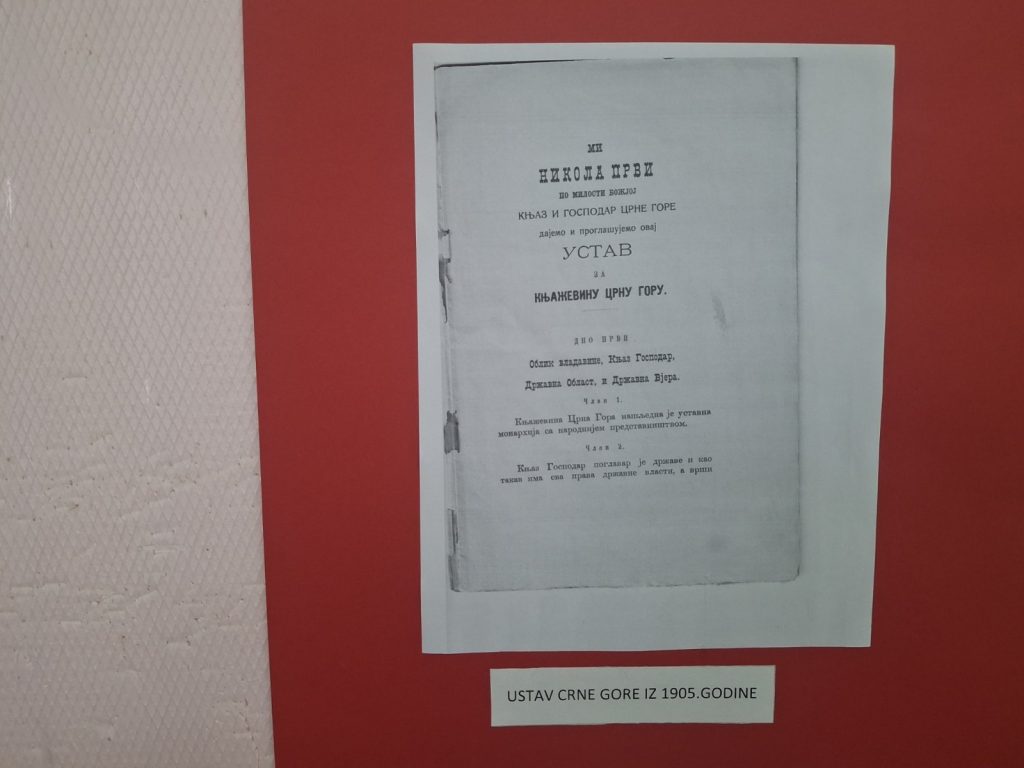 МИ
НИКОЛА ПРВИ
ПО МИЛОСТИ БОЖЈОЈ
КЊАЗ И ГОСПОДАР ЦРНЕ ГОРЕ
дајемо и проглашујемо овај
УСТАВ
ЗА
КЊАЖЕВИНУ ЦРНУ ГОРУ.
ДИО ПРВИ
Облик владавине, Књаз Господар,
Државна Област, и Државна Вјера.
Члан 1.
Књажевина Црна Гора нашљедна је уставна
монархија са народнијем представништвом.
Члан 2.
Књаз Господар поглавар је државе и као
такав има сва права државне власти, а врши
USTAV CRNE GORE IZ 1905.GODINE